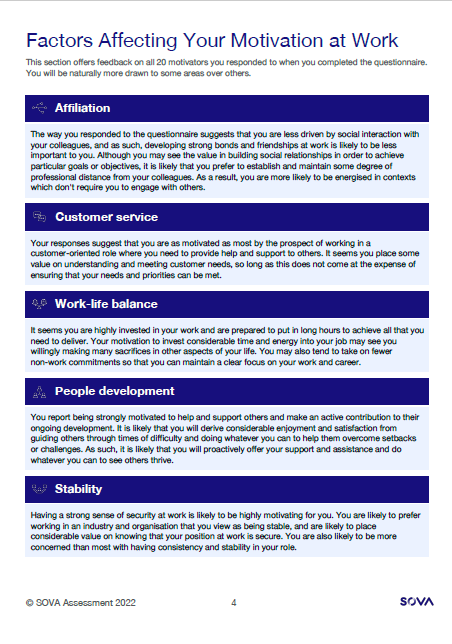 Factors Affecting Your Motivation at Work
This section offers feedback on all 20 motivators you responded to when you completed the questionnaire.
You will be naturally more drawn to some areas over others.
Affiliation
The way you responded to the questionnaire suggests that you are less driven by social interaction with
your colleagues, and as such, developing strong bonds and friendships at work is likely to be less
important to you. Although you may see the value in building social relationships in order to achieve
particular goals or objectives, it is likely that you prefer to establish and maintain some degree of
professional distance from your colleagues. As a result, you are more likely to be energised in contexts
which don't require you to engage with others.
Customer service
Your responses suggest that you are as motivated as most by the prospect of working in a
customer-oriented role where you need to provide help and support to others. It seems you place some
value on understanding and meeting customer needs, so long as this does not come at the expense of
ensuring that your needs and priorities can be met.
Work-life balance
It seems you are highly invested in your work and are prepared to put in long hours to achieve all that you
need to deliver. Your motivation to invest considerable time and energy into your job may see you
willingly making many sacrifices in other aspects of your life. You may also tend to take on fewer
non-work commitments so that you can maintain a clear focus on your work and career.
People development
You report being strongly motivated to help and support others and make an active contribution to their
ongoing development. It is likely that you will derive considerable enjoyment and satisfaction from
guiding others through times of difficulty and doing whatever you can to help them overcome setbacks
or challenges. As such, it is likely that you will proactively offer your support and assistance and do
whatever you can to see others thrive.
Stability
Having a strong sense of security at work is likely to be highly motivating for you. You are likely to prefer
working in an industry and organisation that you view as being stable, and are likely to place
considerable value on knowing that your position at work is secure. You are also likely to be more
concerned than most with having consistency and stability in your role.
© SOVA Assessment 2022
4
SOVA